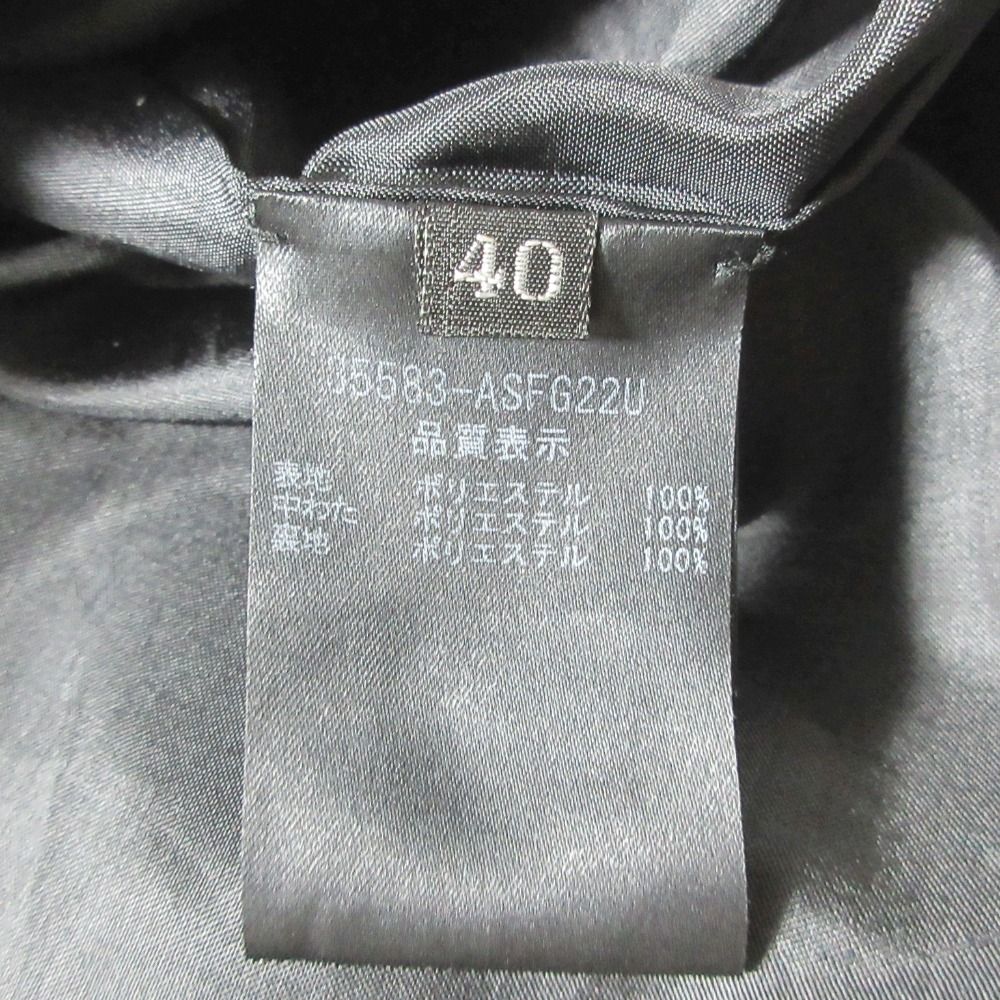 40
05583-ASFG22U
品質表示
表地 ポリエステル 100%
中わた ポリエステル 100%
裏地 ポリエステル 100%